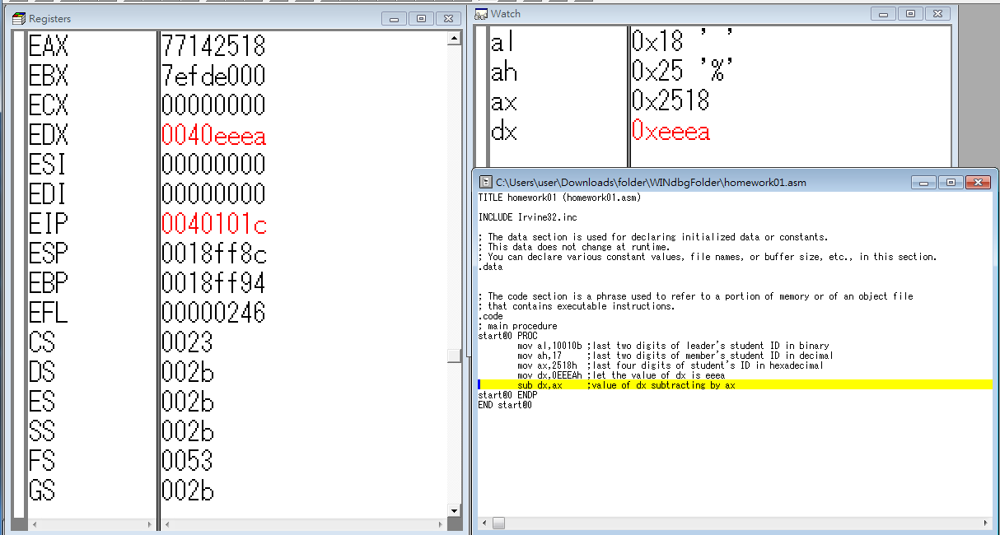 Registers
EAX 77142518
EBX 7efde000
ECX 00000000
EDX 0040eeea
ESI 00000000
EDI 00000000
EIP 0040101c
ESP 0018ff8c
EBP 0018ff94
EFL 00000246
CS 0023
DS 002b
ES 002b
SS 002b
FS 0053
GS 002b
Watch
al 0x18 ' '
ah 0x25 '%'
ax 0x2518
dx 0xeeea
C:\Users\user\Downloads\folder\WINdbgFolder\homework01.asm
TITLE homework01 (homework01.asm)
INCLUDE Irvine32.inc
; The data section is used for declaring initialized data or constants.
; This data does not change at runtime.
; You can declare various constant values, file names, or buffer size, etc., in this section.
.data
; The code section is a phrase used to refer to a portion of memory or of an object file
; that contains executable instructions.
.code
; main procedure
start@0 PROC
mov al,10010b ;last two digits of leader's student ID in binary
mov ah,17 ;last two digits of member's student ID in decimal
mov ax,2518h ;last four digits of student's ID in hexadecimal
mov dx,0EEEAh ;let the value of dx is eeea
sub dx,ax ;value of dx subtracting by ax
start@0 ENDP
END start@0